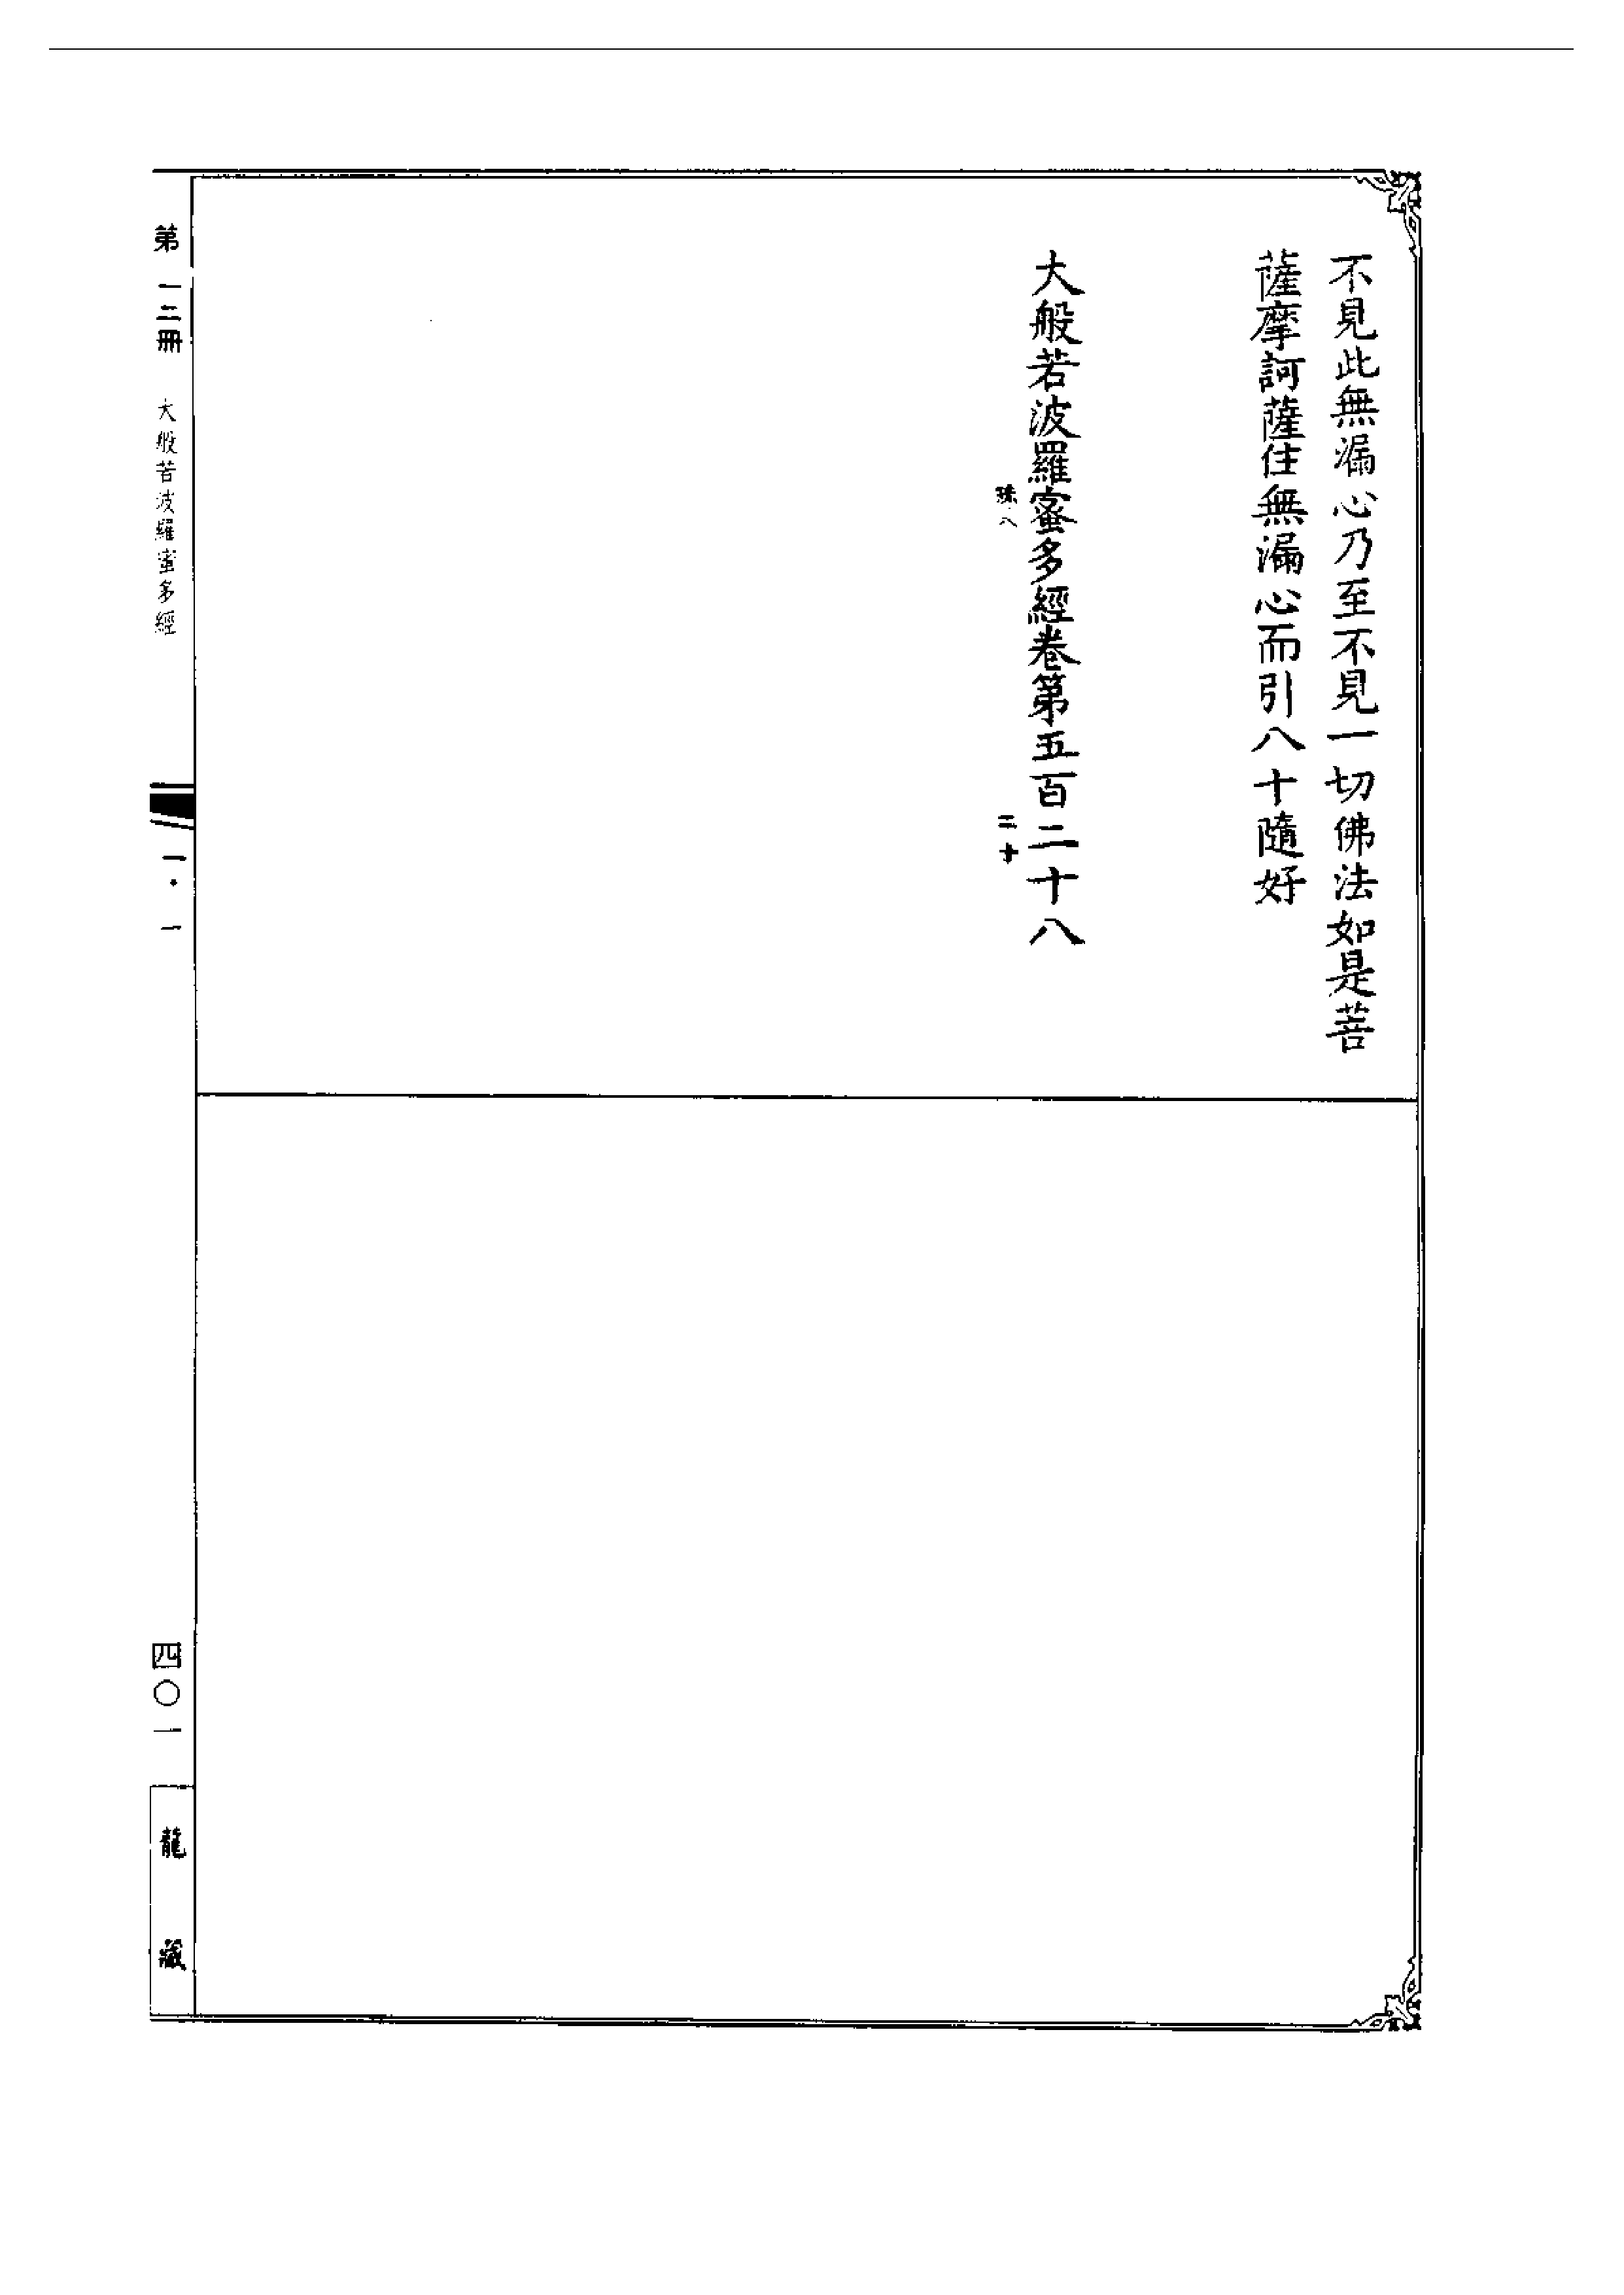 不見此無漏心乃至不見一切佛法如是菩
薩摩訶薩住無漏心而引八十隨好
大般若波羅蜜多經卷第五百二十八
珠八
二十
第一二冊
大般若波羅蜜多經
一·一
四〇一
龍藏